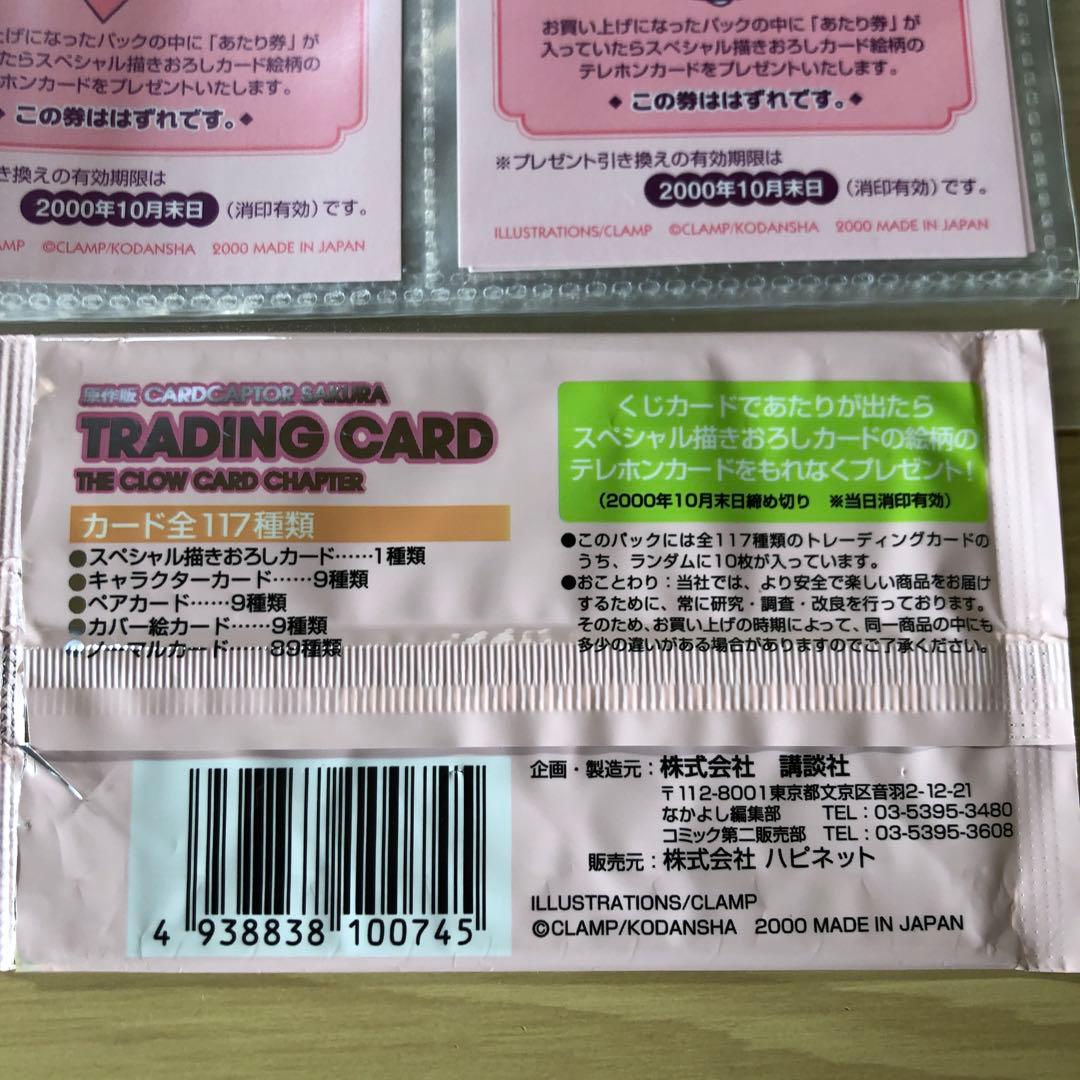 上げになったパックの中に「あたり券」が
たらスペシャル描きおろしカード絵柄の
ホンカードをプレゼントいたします。
この券ははずれです。◆
き換えの有効期限は
2000年10月末日 (消印有効)です。
AMP ©CLAMP/KODANSHA 2000 MADE IN JAPAN
お買い上げになったパックの中に「あたり券」が
入っていたらスペシャル描きおろしカード絵柄の
テレホンカードをプレゼントいたします。
◆ この券ははずれです。◆
※プレゼント引き換えの有効期限は
2000年10月末日 (消印有効)です。
ILLUSTRATIONS/CLAMP ©CLAMP/KODANSHA 2000 MADE IN JAPAN
原作版 CARDCAPTOR SAKURA
TRADING CARD
THE CLOW CARD CHAPTER
カード全117種類
●スペシャル描きおろしカード……1種類
●キャラクターカード……9種類
●ペアカード……9種類
●カバー絵カード……9種類
●ノーマルカード……89種類
くじカードであたりが出たら
スペシャル描きおろしカードの絵柄の
テレホンカードをもれなくプレゼント!
(2000年10月末日締め切り ※当日消印有効)
●このパックには全117種類のトレーディングカードの
うち、ランダムに10枚が入っています。
●おことわり:当社では、より安全で楽しい商品をお届け
するために、常に研究・調査・改良を行っております。
そのため、お買い上げの時期によって、同一商品の中にも
多少の違いがある場合がありますのでご了承ください。
企画・製造元:株式会社 講談社
〒112-8001東京都文京区音羽2-12-21
なかよし編集部 TEL:03-5395-3480
コミック第二販売部 TEL:03-5395-3608
販売元:株式会社 ハピネット
ILLUSTRATIONS/CLAMP
©CLAMP/KODANSHA 2000 MADE IN JAPAN
4 938838 100745